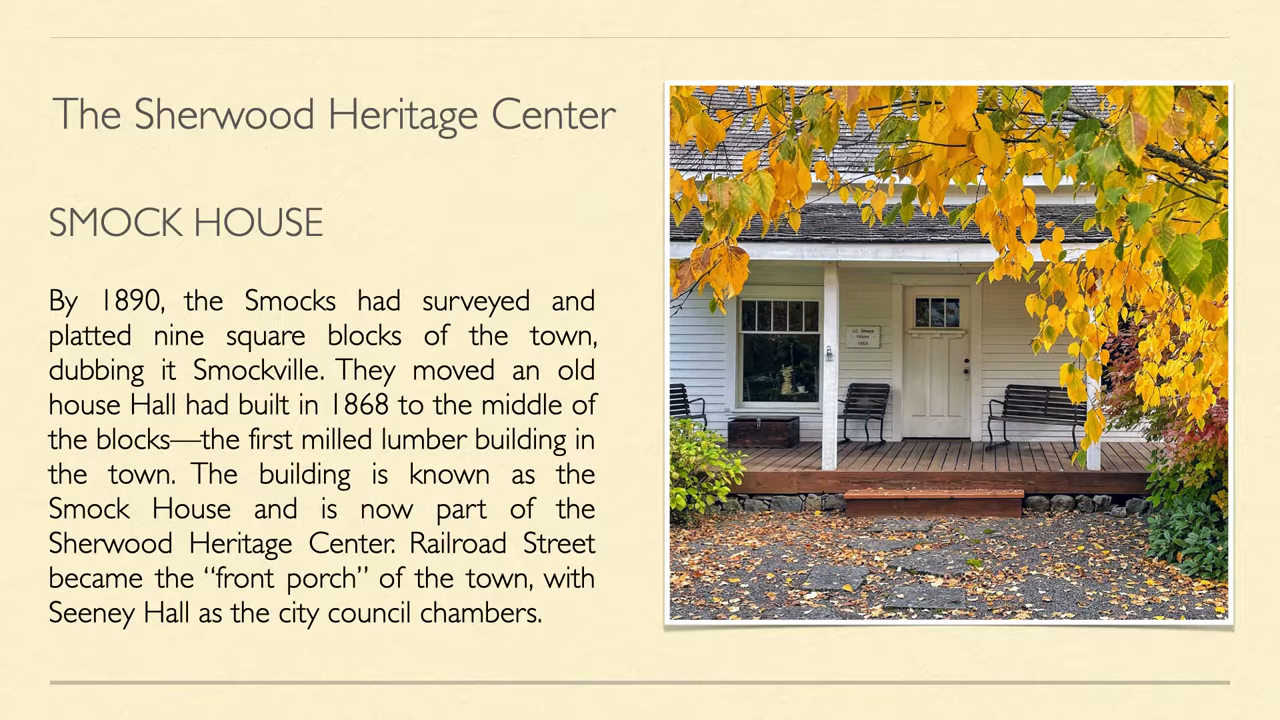 The Sherwood Heritage Center
SMOCK HOUSE
By 1890, the Smocks had surveyed and
platted nine square blocks of the town,
dubbing it Smockville. They moved an old
house Hall had built in 1868 to the middle of
the blocks—the first milled lumber building in
the town. The building is known as the
Smock House and is now part of the
Sherwood Heritage Center. Railroad Street
became the “front porch” of the town, with
Seeney Hall as the city council chambers.
J.C. Smock
House
1868